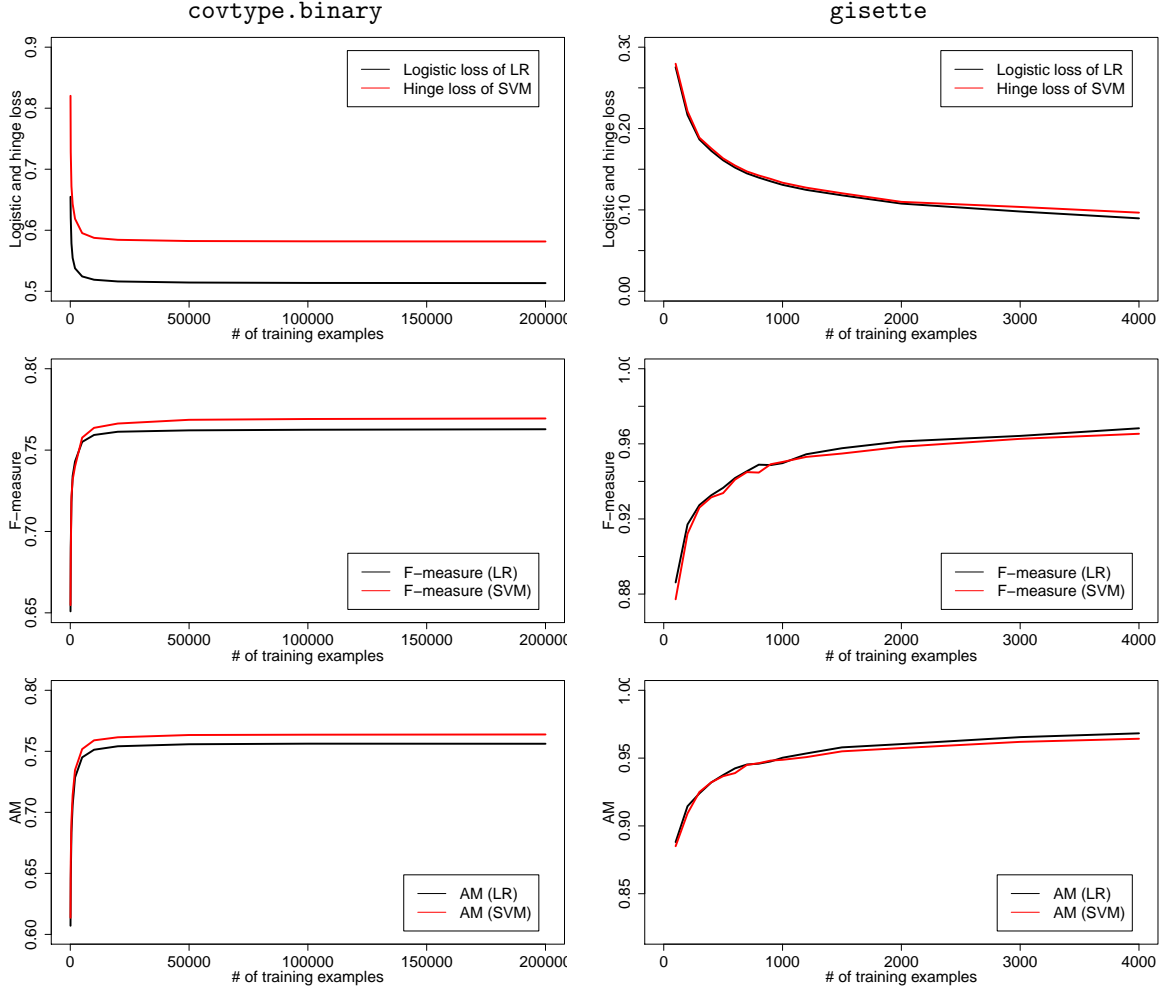 covtype.binary
0.9
0.8
0.7
0.6
0.5
Logistic and hinge loss
Logistic loss of LR
Hinge loss of SVM
0 50000 100000 150000 200000
# of training examples
gisette
0.30
0.20
0.10
0.00
Logistic and hinge loss
Logistic loss of LR
Hinge loss of SVM
0 1000 2000 3000 4000
# of training examples
0.80
0.75
0.70
0.65
F−measure
F−measure (LR)
F−measure (SVM)
0 50000 100000 150000 200000
# of training examples
1.00
0.96
0.92
0.88
F−measure
F−measure (LR)
F−measure (SVM)
0 1000 2000 3000 4000
# of training examples
0.80
0.75
0.70
0.65
0.60
AM
AM (LR)
AM (SVM)
0 50000 100000 150000 200000
# of training examples
1.00
0.95
0.90
0.85
AM
AM (LR)
AM (SVM)
0 1000 2000 3000 4000
# of training examples